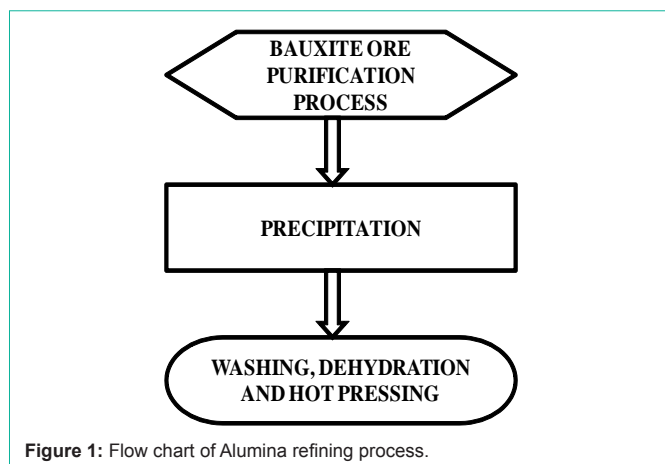 BAUXITE ORE
PURIFICATION
PROCESS
PRECIPITATION
WASHING, DEHYDRATION
AND HOT PRESSING
Figure 1: Flow chart of Alumina refining process.